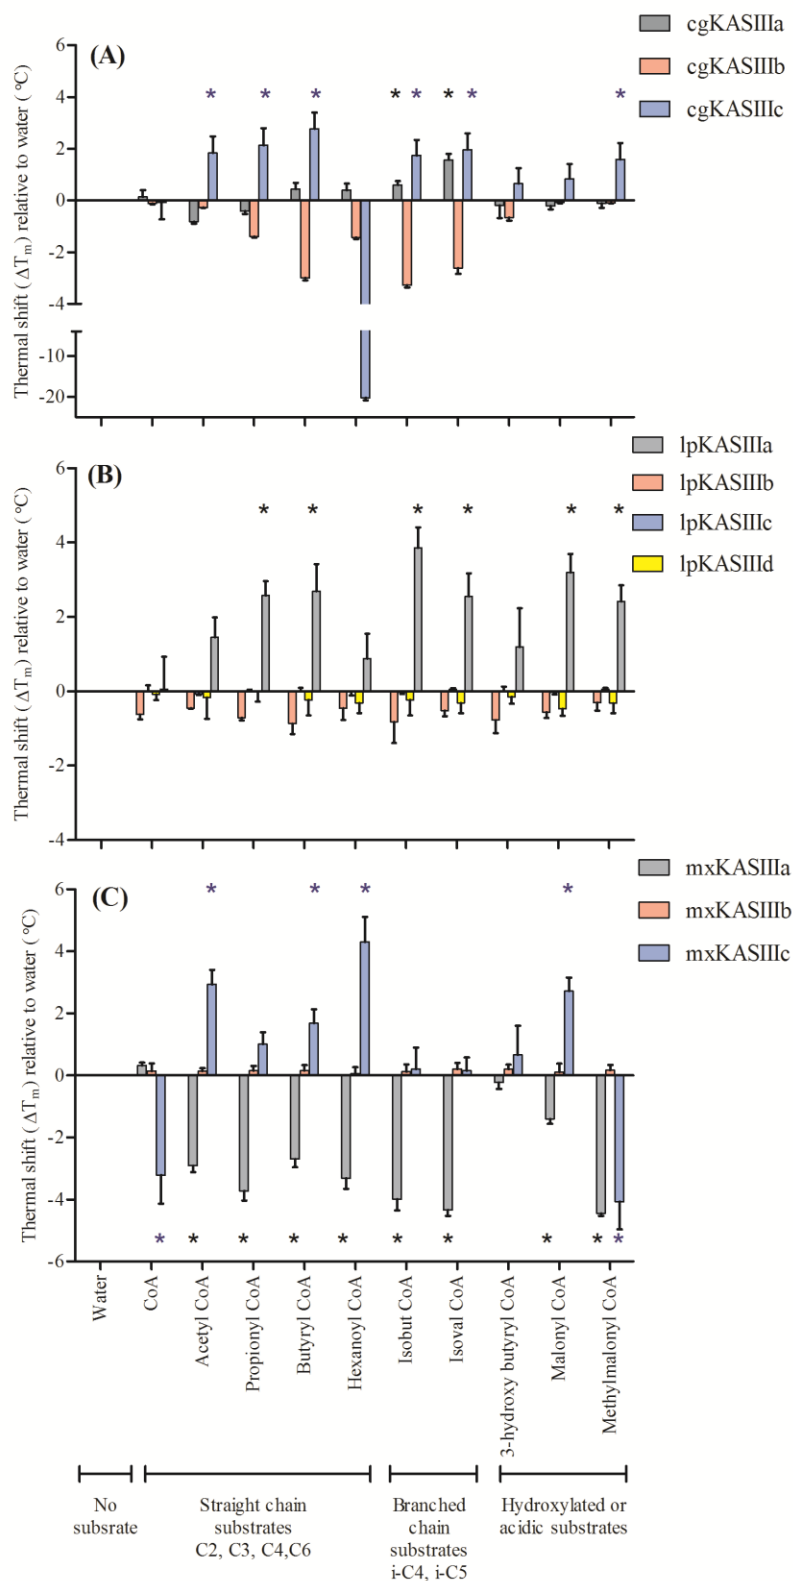 cgKASIIIa
cgKASIIIb
cgKASIIIc
(A)
* * * * * * * *
6
4
2
0
-2
-4
-10
-20
Thermal shift (ΔTm) relative to water (°C)
lpKASIIIa
lpKASIIIb
lpKASIIIc
lpKASIIId
(B)
* * * * * *
6
4
2
0
-2
-4
Thermal shift (ΔTm) relative to water (°C)
mxKASIIIa
mxKASIIIb
mxKASIIIc
(C)
* * * *
6
4
2
0
-2
-4
-6
Thermal shift (ΔTm) relative to water (°C)
* * * * * * * * * *
Water
CoA
Acetyl CoA
Propionyl CoA
Butyryl CoA
Hexanoyl CoA
Isobut CoA
Isoval CoA
3-hydroxy butyryl CoA
Malonyl CoA
Methylmalonyl CoA
No
subsrate
Straight chain
substrates
C2, C3, C4,C6
Branched
chain
substrates
i-C4, i-C5
Hydroxylated or
acidic substrates